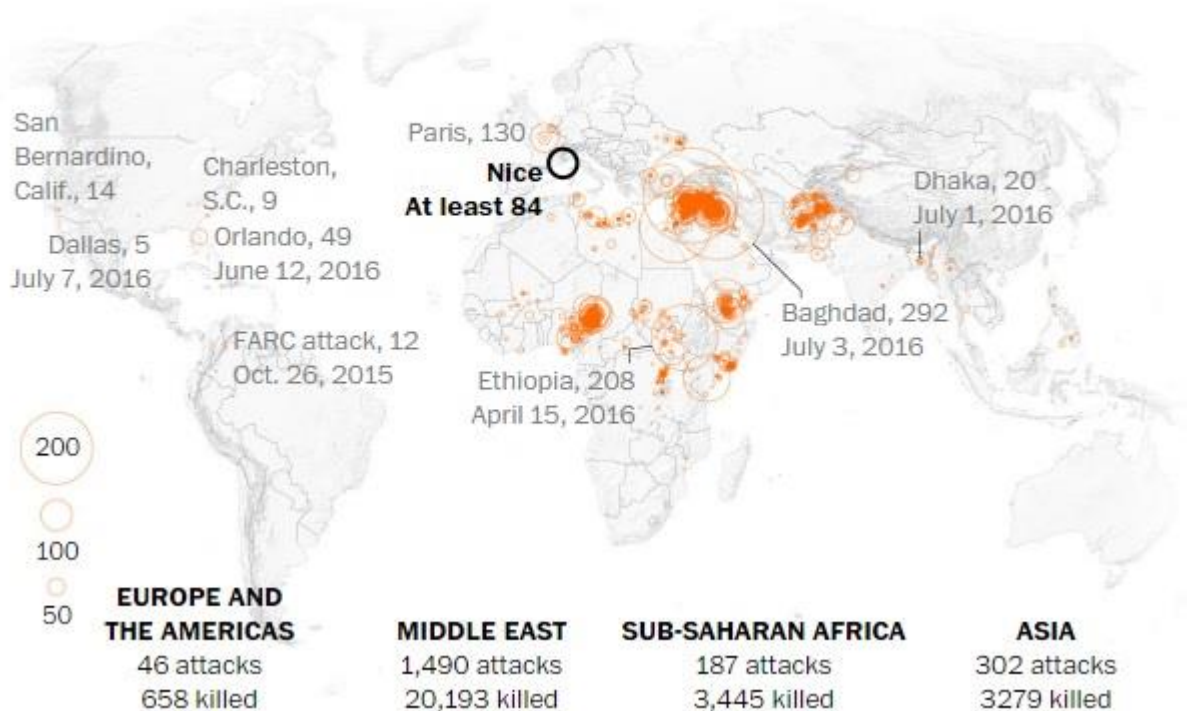 San
Bernardino,
Calif., 14
Charleston,
S.C., 9
Dallas, 5
July 7, 2016
Orlando, 49
June 12, 2016
FARC attack, 12
Oct. 26, 2015
Paris, 130
Nice
At least 84
Ethiopia, 208
April 15, 2016
Baghdad, 292
July 3, 2016
Dhaka, 20
July 1, 2016
200
100
50
EUROPE AND
THE AMERICAS
46 attacks
658 killed
MIDDLE EAST
1,490 attacks
20,193 killed
SUB-SAHARAN AFRICA
187 attacks
3,445 killed
ASIA
302 attacks
3279 killed